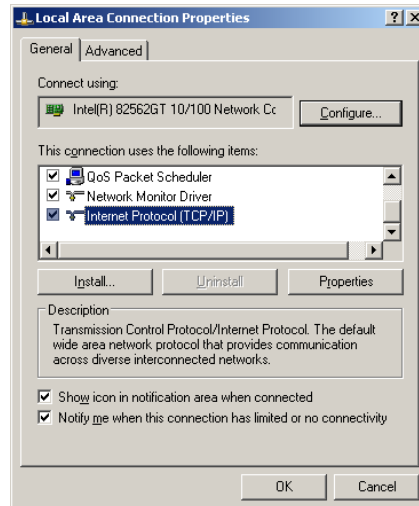 Local Area Connection Properties
General
Advanced
Connect using:
Intel(R) 82562GT 10/100 Network Cc
Configure...
This connection uses the following items:
QoS Packet Scheduler
Network Monitor Driver
Internet Protocol (TCP/IP)
Install...
Uninstall
Properties
Description
Transmission Control Protocol/Internet Protocol. The default
wide area network protocol that provides communication
across diverse interconnected networks.
Show icon in notification area when connected
Notify me when this connection has limited or no connectivity
OK
Cancel